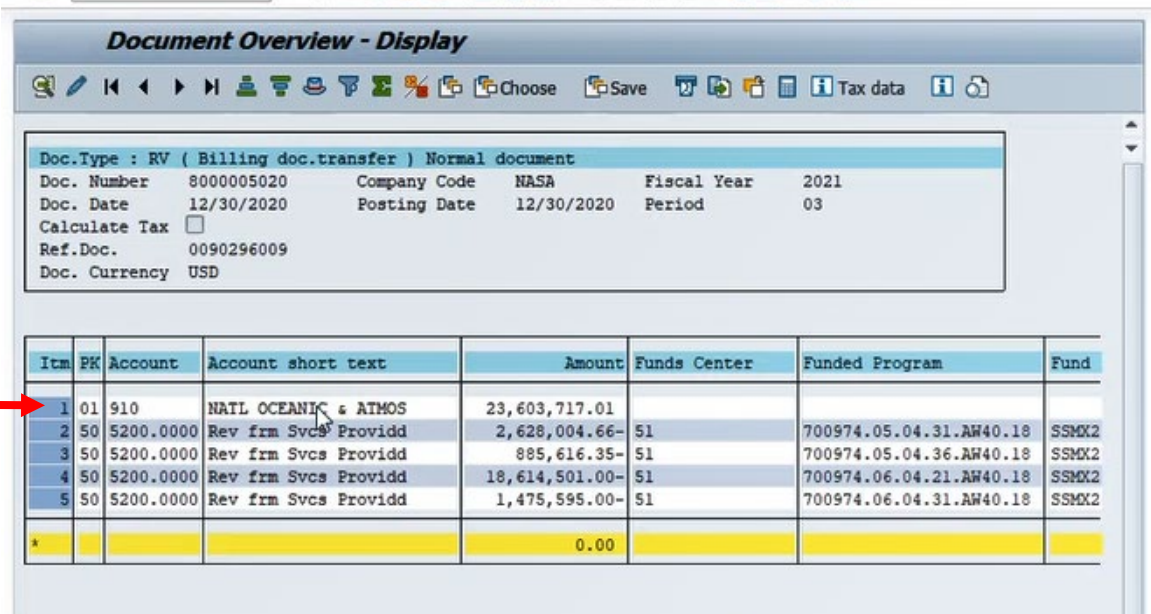 Document Overview - Display
Choose Save Tax data
Doc.Type : RV ( Billing doc.transfer ) Normal document
Doc. Number 8000005020 Company Code NASA Fiscal Year 2021
Doc. Date 12/30/2020 Posting Date 12/30/2020 Period 03
Calculate Tax
Ref.Doc. 0090296009
Doc. Currency USD
Itm PK Account Account short text Amount Funds Center Funded Program Fund
1 01 910 NATL OCEANIC & ATMOS 23,603,717.01
2 50 5200.0000 Rev frm Svcs Providd 2,628,004.66- 51 700974.05.04.31.AW40.18 SSMX2
3 50 5200.0000 Rev frm Svcs Providd 885,616.35- 51 700974.05.04.36.AW40.18 SSMX2
4 50 5200.0000 Rev frm Svcs Providd 18,614,501.00- 51 700974.06.04.21.AW40.18 SSMX2
5 50 5200.0000 Rev frm Svcs Providd 1,475,595.00- 51 700974.06.04.31.AW40.18 SSMX2
* 0.00